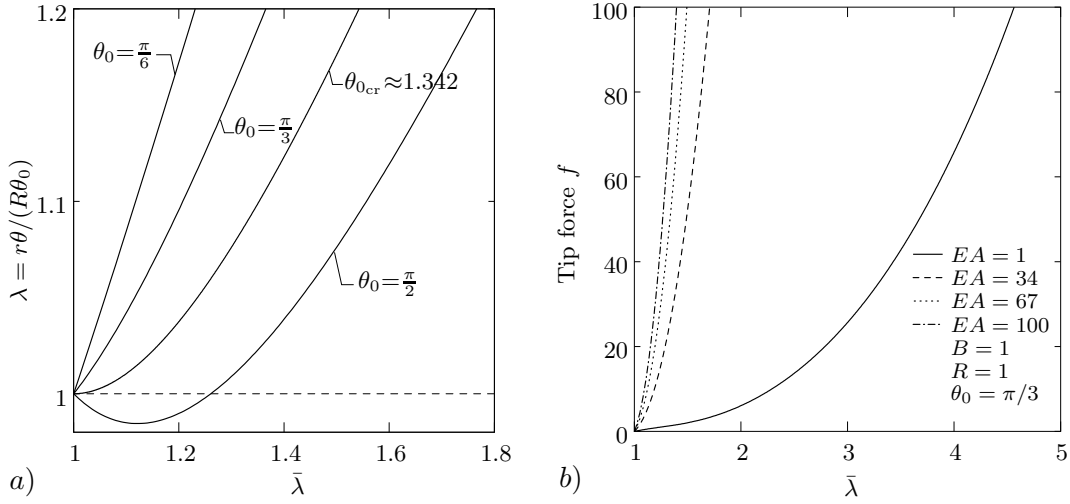 1.2
θ₀=π/6
θ₀cr≈1.342
θ₀=π/3
1.1
θ₀=π/2
1
λ = rθ/(Rθ₀)
1 1.2 1.4 1.6 1.8
λ̄
a)
100
80
60
40
20
0
Tip force f
EA = 1
EA = 34
EA = 67
EA = 100
B = 1
R = 1
θ₀ = π/3
1 2 3 4 5
λ̄
b)